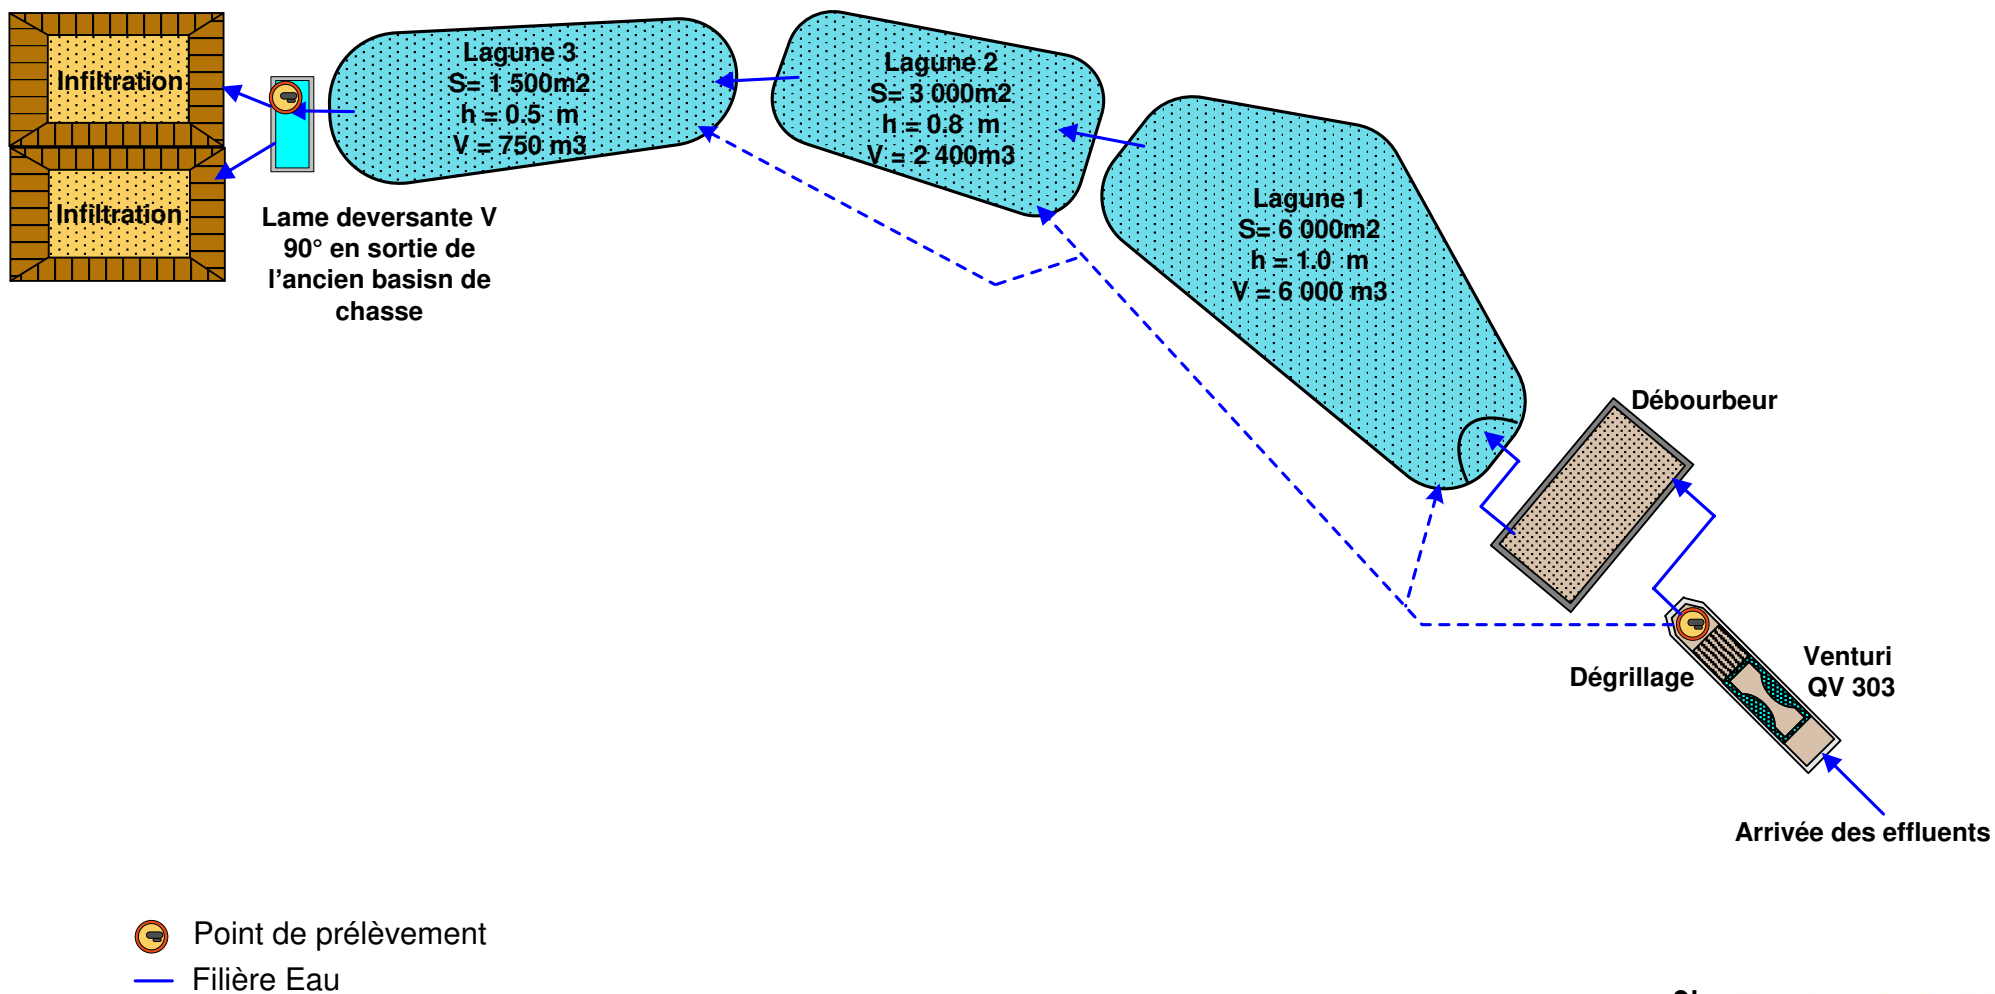 Infiltration
Infiltration
Lame deversante V
90° en sortie de
l'ancien basisn de
chasse
Lagune 3
S= 1 500m2
h = 0.5 m
V = 750 m3
Lagune 2
S= 3 000m2
h = 0.8 m
V = 2 400m3
Lagune 1
S= 6 000m2
h = 1.0 m
V = 6 000 m3
Débourbeur
Dégrillage
Venturi
QV 303
Arrivée des effluents
Point de prélèvement
Filière Eau